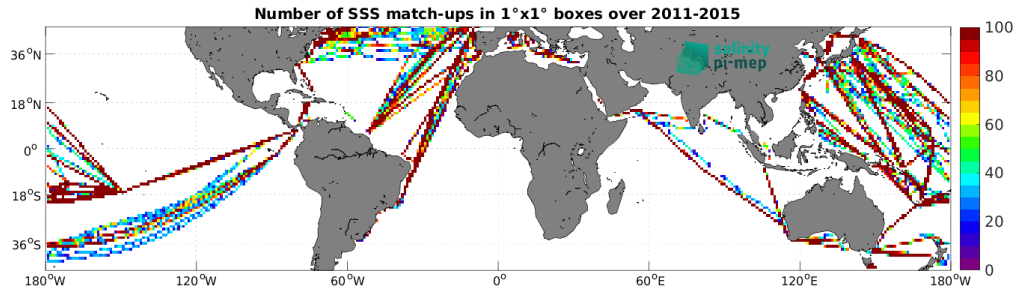 Number of SSS match-ups in 1°x1° boxes over 2011-2015
36°N
18°N
0°
18°S
36°S
180°W
120°W
60°W
0°
60°E
120°E
180°W
salinity
pi-mep
100
80
60
40
20
0